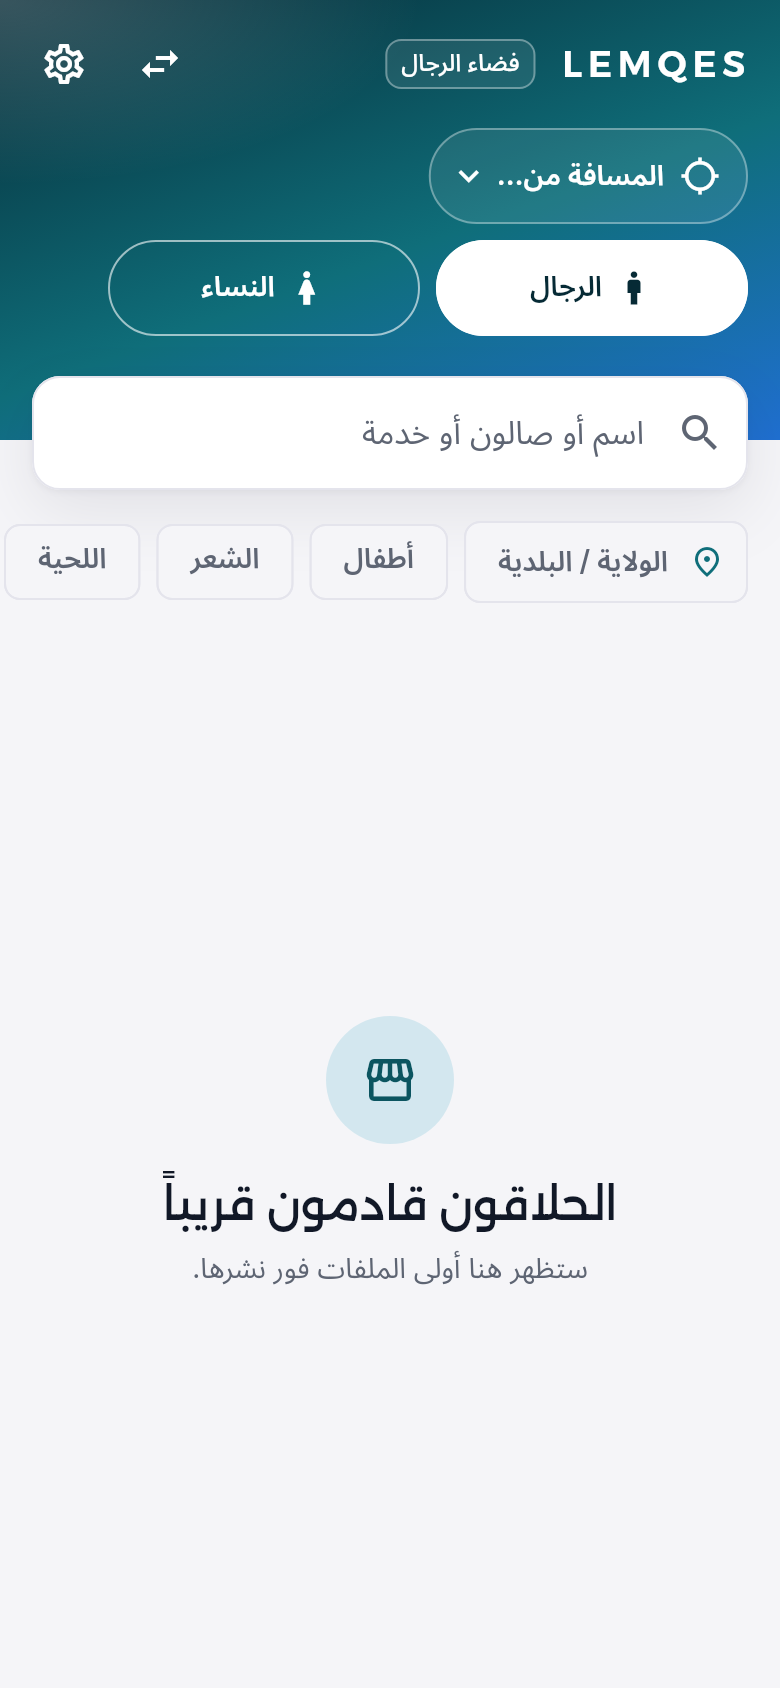 LEMQES
فضاء الرجال
المسافة من...
الرجال
النساء
اسم أو صالون أو خدمة
الولاية / البلدية
أطفال
الشعر
اللحية
الحلاقون قادمون قريباً
ستظهر هنا أولى الملفات فور نشرها.